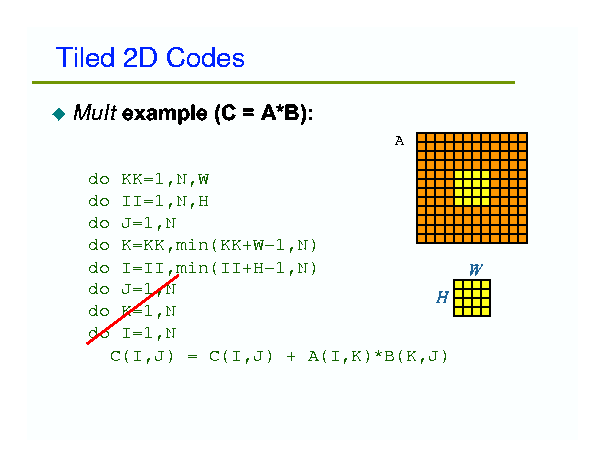 Tiled 2D Codes
Mult example (C = A*B):
A
do KK=1,N,W
do II=1,N,H
do J=1,N
do K=KK,min(KK+W−1,N)
do I=II,min(II+H−1,N)
do J=1,N
do K=1,N
do I=1,N
C(I,J) = C(I,J) + A(I,K)*B(K,J)
W
H